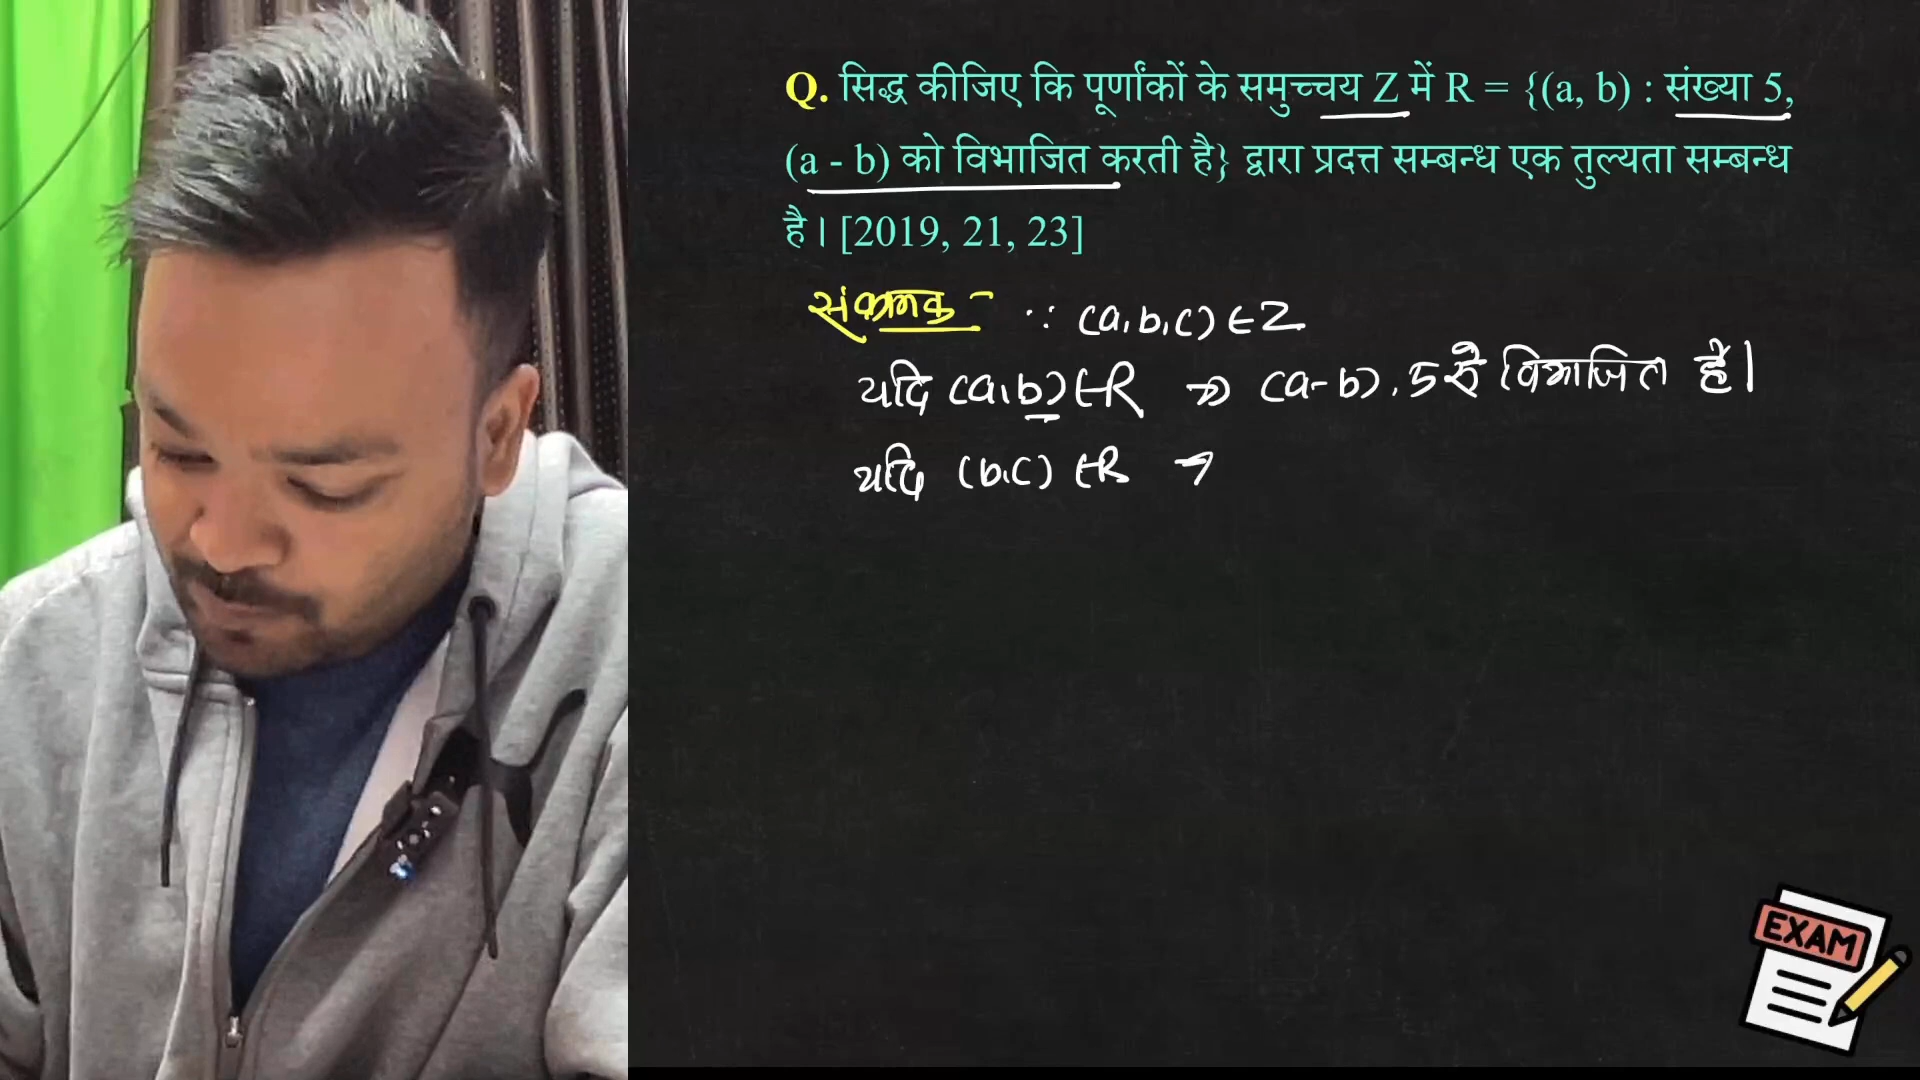 Q. सिद्ध कीजिए कि पूर्णांकों के समुच्चय Z में R = {(a, b) : संख्या 5,
(a - b) को विभाजित करती है} द्वारा प्रदत्त सम्बन्ध एक तुल्यता सम्बन्ध
है। [2019, 21, 23]
संक्रामक - ∵ (a,b,c) ∈ Z
यदि (a,b) ∈ R ⇒ (a-b), 5 से विभाजित है।
यदि (b,c) ∈ R →
EXAM